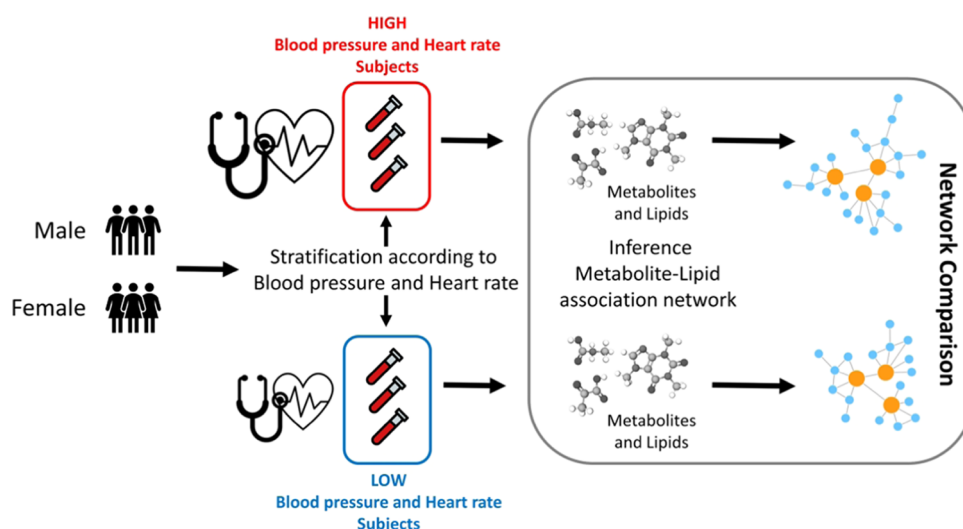 HIGH
Blood pressure and Heart rate
Subjects
Male
Female
Stratification according to
Blood pressure and Heart rate
LOW
Blood pressure and Heart rate
Subjects
Metabolites
and Lipids
Inference
Metabolite-Lipid
association network
Metabolites
and Lipids
Network Comparison